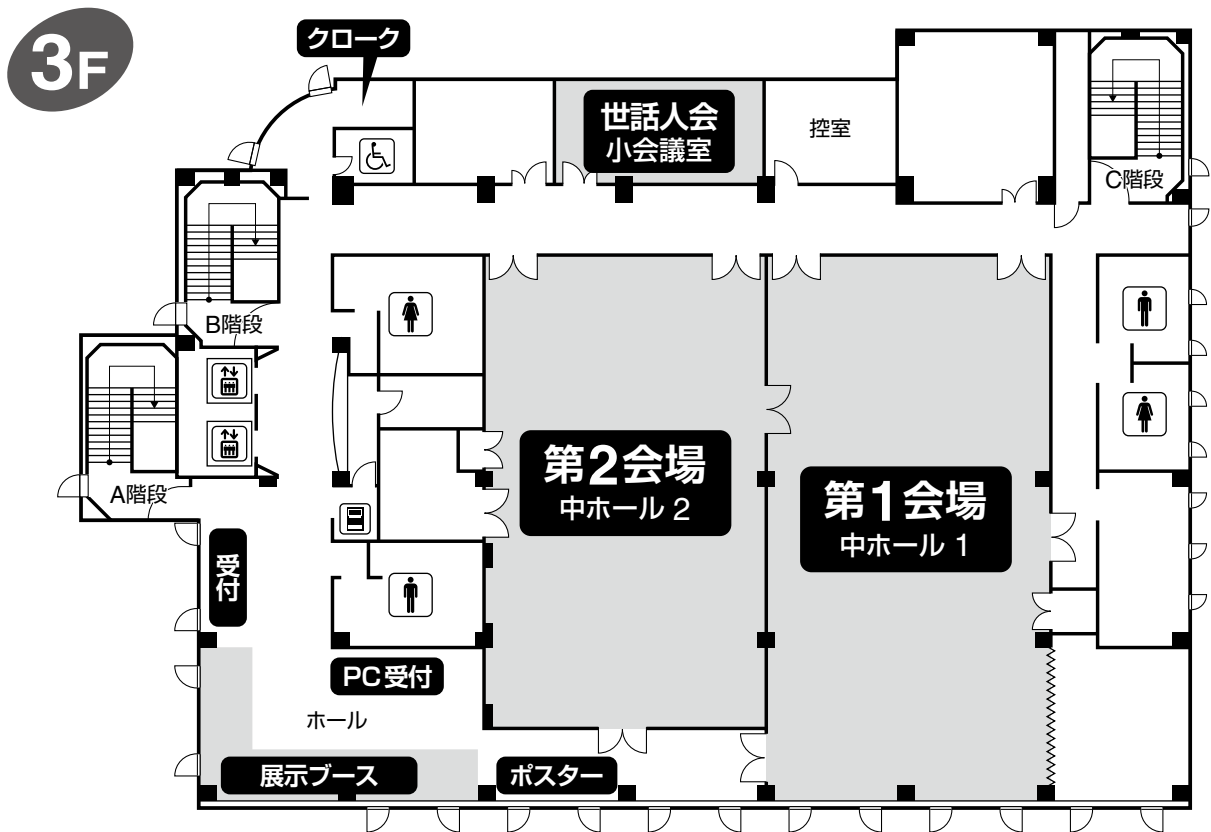 3F
クローク
世話人会
小会議室
控室
C階段
B階段
A階段
第2会場
中ホール 2
第1会場
中ホール 1
受付
PC受付
ホール
展示ブース
ポスター